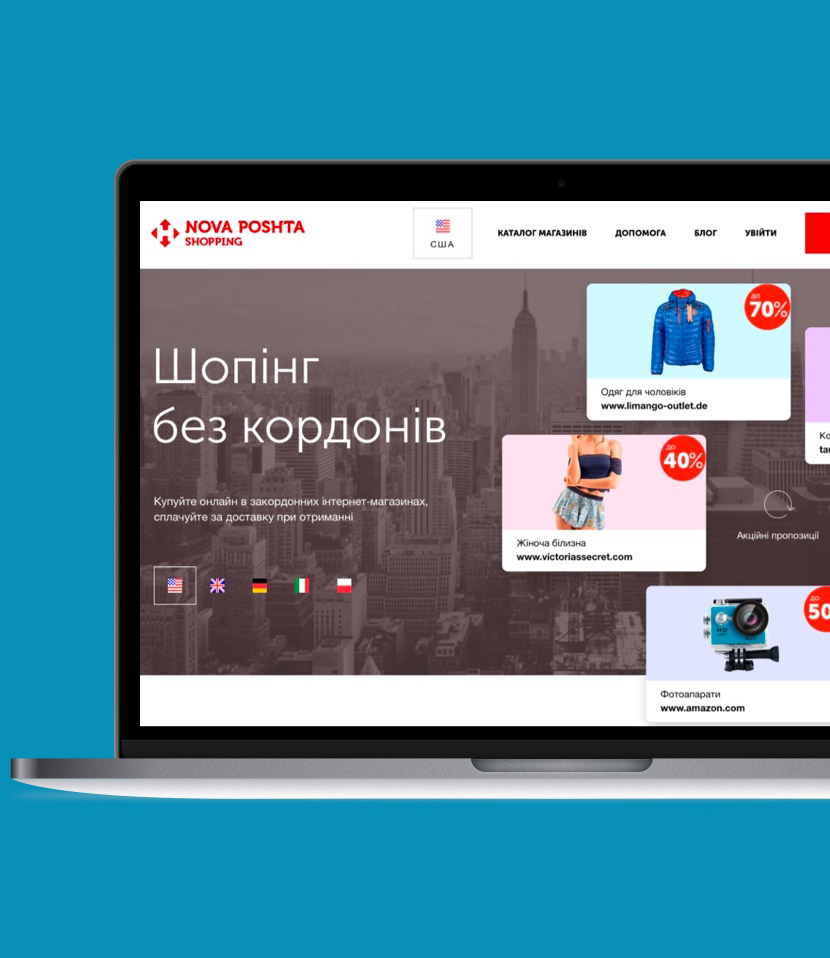 NOVA POSHTA
SHOPPING
США
КАТАЛОГ МАГАЗИНІВ
ДОПОМОГА
БЛОГ
УВІЙТИ
Шопінг
без кордонів
Купуйте онлайн в закордонних інтернет-магазинах,
сплачуйте за доставку при отриманні
до
70%
Одяг для чоловіків
www.limango-outlet.de
до
40%
Жіноча білизна
www.victoriassecret.com
Акційні пропозиції
до
50
Фотоапарати
www.amazon.com